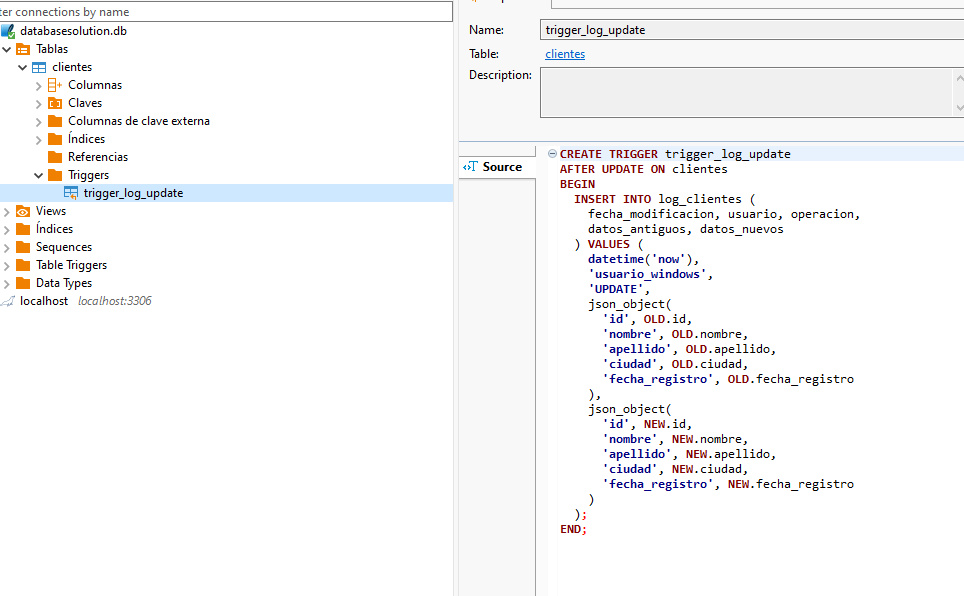 ter connections by name
databasesolution.db
Tablas
clientes
Columnas
Claves
Columnas de clave externa
Índices
Referencias
Triggers
trigger_log_update
Views
Índices
Sequences
Table Triggers
Data Types
localhost localhost:3306
Name: trigger_log_update
Table: clientes
Description:
Source
CREATE TRIGGER trigger_log_update
AFTER UPDATE ON clientes
BEGIN
INSERT INTO log_clientes (
fecha_modificacion, usuario, operacion,
datos_antiguos, datos_nuevos
) VALUES (
datetime('now'),
'usuario_windows',
'UPDATE',
json_object(
'id', OLD.id,
'nombre', OLD.nombre,
'apellido', OLD.apellido,
'ciudad', OLD.ciudad,
'fecha_registro', OLD.fecha_registro
),
json_object(
'id', NEW.id,
'nombre', NEW.nombre,
'apellido', NEW.apellido,
'ciudad', NEW.ciudad,
'fecha_registro', NEW.fecha_registro
)
);
END;